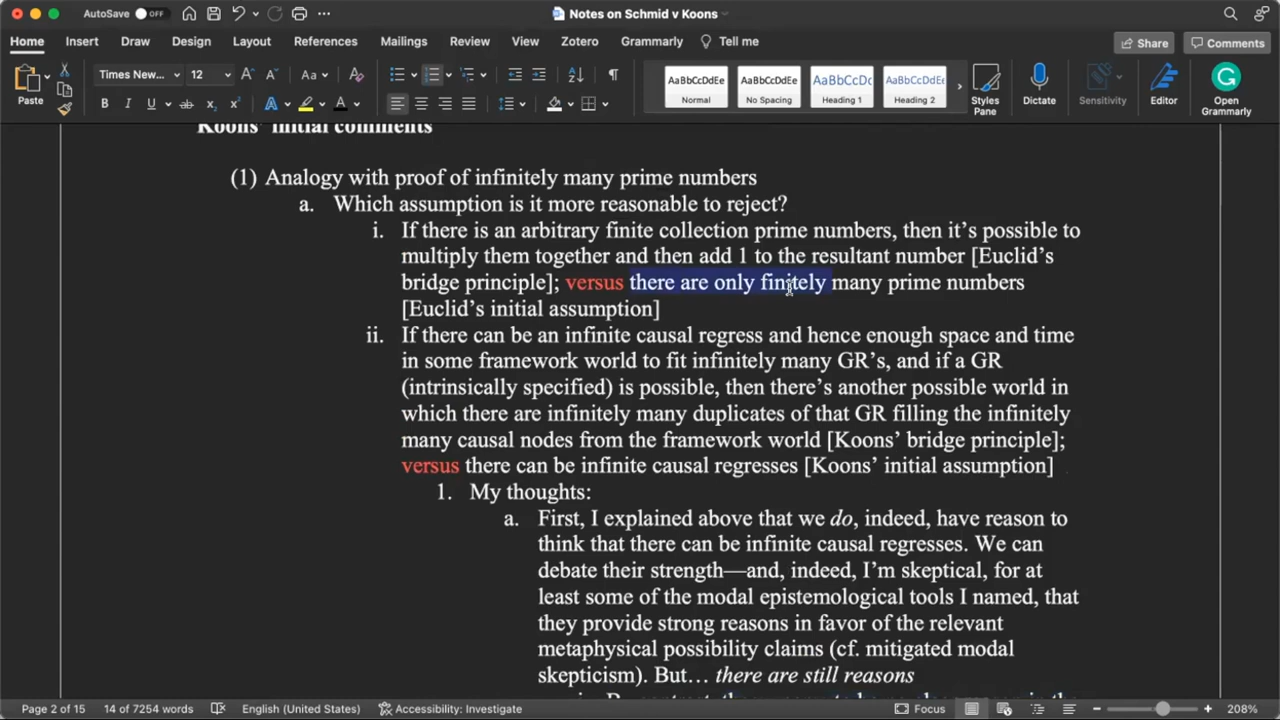 AutoSave OFF
Notes on Schmid v Koons
Home Insert Draw Design Layout References Mailings Review View Zotero Grammarly Tell me Share Comments
Paste
Times New... 12 Aa
B I U ab x₂ x² A A
AaBbCcDdEe AaBbCcDdEe AaBbCcDc AaBbCcDdEe
Normal No Spacing Heading 1 Heading 2
Styles Pane Dictate Sensitivity Editor Open Grammarly
Koons' initial comments
(1) Analogy with proof of infinitely many prime numbers
a. Which assumption is it more reasonable to reject?
i. If there is an arbitrary finite collection prime numbers, then it's possible to
multiply them together and then add 1 to the resultant number [Euclid's
bridge principle]; versus there are only finitely many prime numbers
[Euclid's initial assumption]
ii. If there can be an infinite causal regress and hence enough space and time
in some framework world to fit infinitely many GR's, and if a GR
(intrinsically specified) is possible, then there's another possible world in
which there are infinitely many duplicates of that GR filling the infinitely
many causal nodes from the framework world [Koons' bridge principle];
versus there can be infinite causal regresses [Koons' initial assumption]
1. My thoughts:
a. First, I explained above that we do, indeed, have reason to
think that there can be infinite causal regresses. We can
debate their strength—and, indeed, I'm skeptical, for at
least some of the modal epistemological tools I named, that
they provide strong reasons in favor of the relevant
metaphysical possibility claims (cf. mitigated modal
skepticism). But… there are still reasons
Page 2 of 15 14 of 7254 words English (United States) Accessibility: Investigate Focus 208%